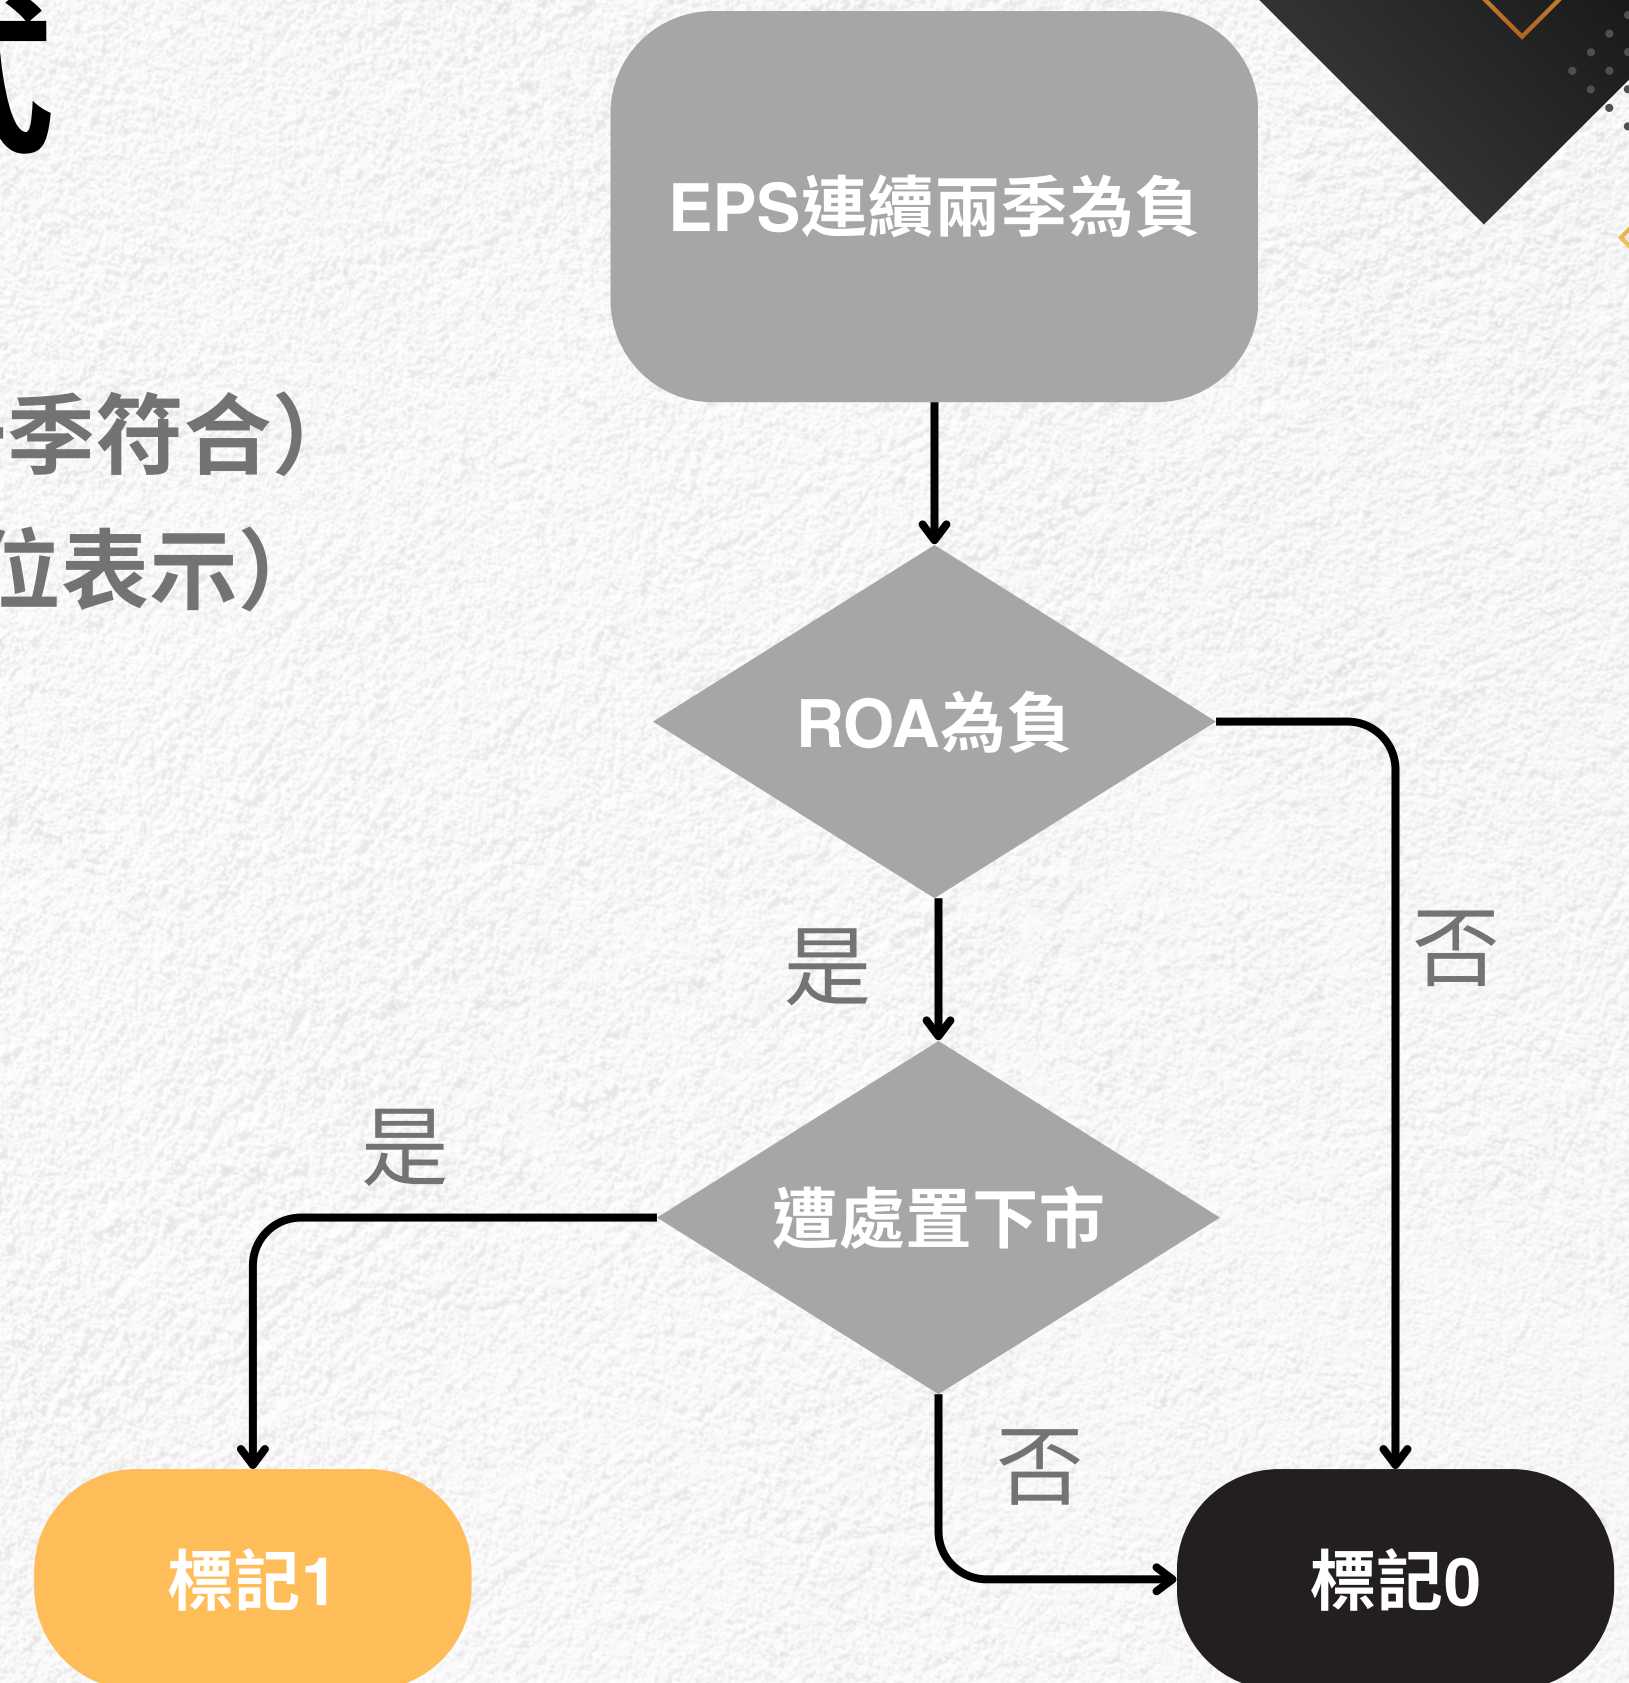 式
EPS連續兩季為負
季符合）
位表示）
ROA為負
是
否
是
遭處置下市
否
標記1
標記0